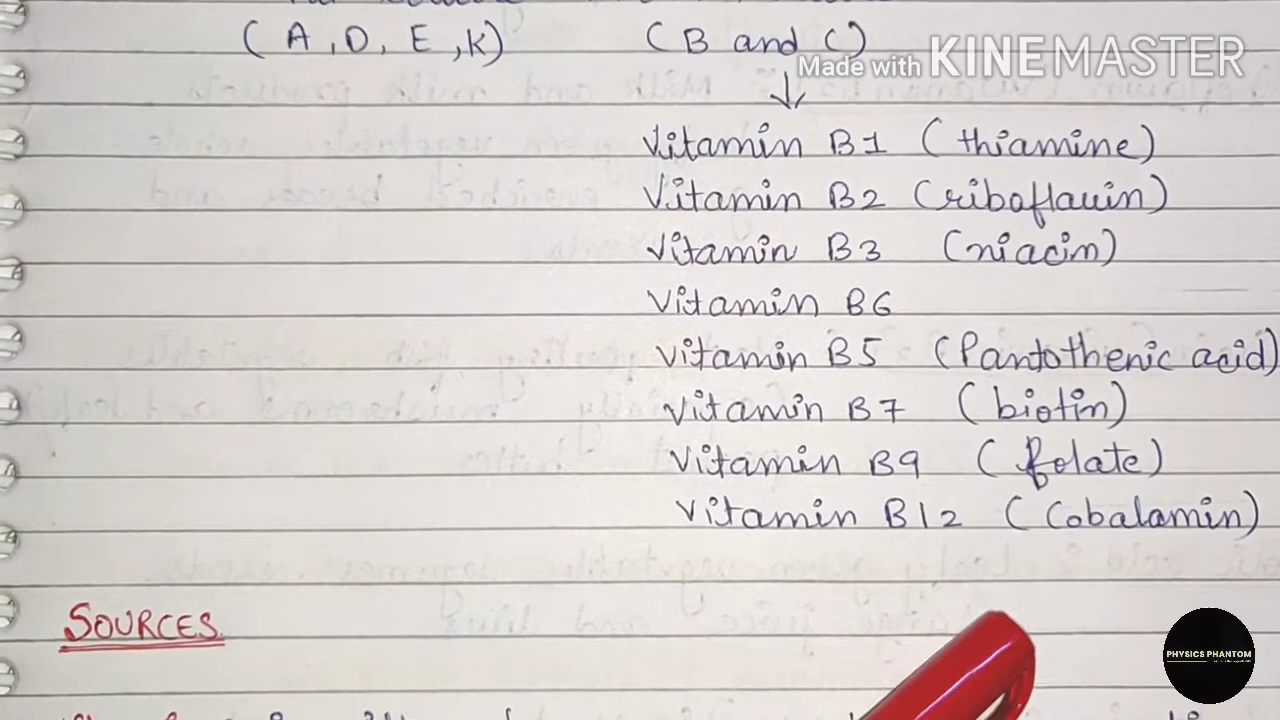 (A, D, E, K) (B and C)
Made with KINEMASTER
↓
Vitamin B1 (thiamine)
Vitamin B2 (riboflavin)
Vitamin B3 (niacin)
Vitamin B6
Vitamin B5 (Pantothenic acid)
Vitamin B7 (biotin)
Vitamin B9 (folate)
Vitamin B12 (Cobalamin)
SOURCES
PHYSICS PHANTOM